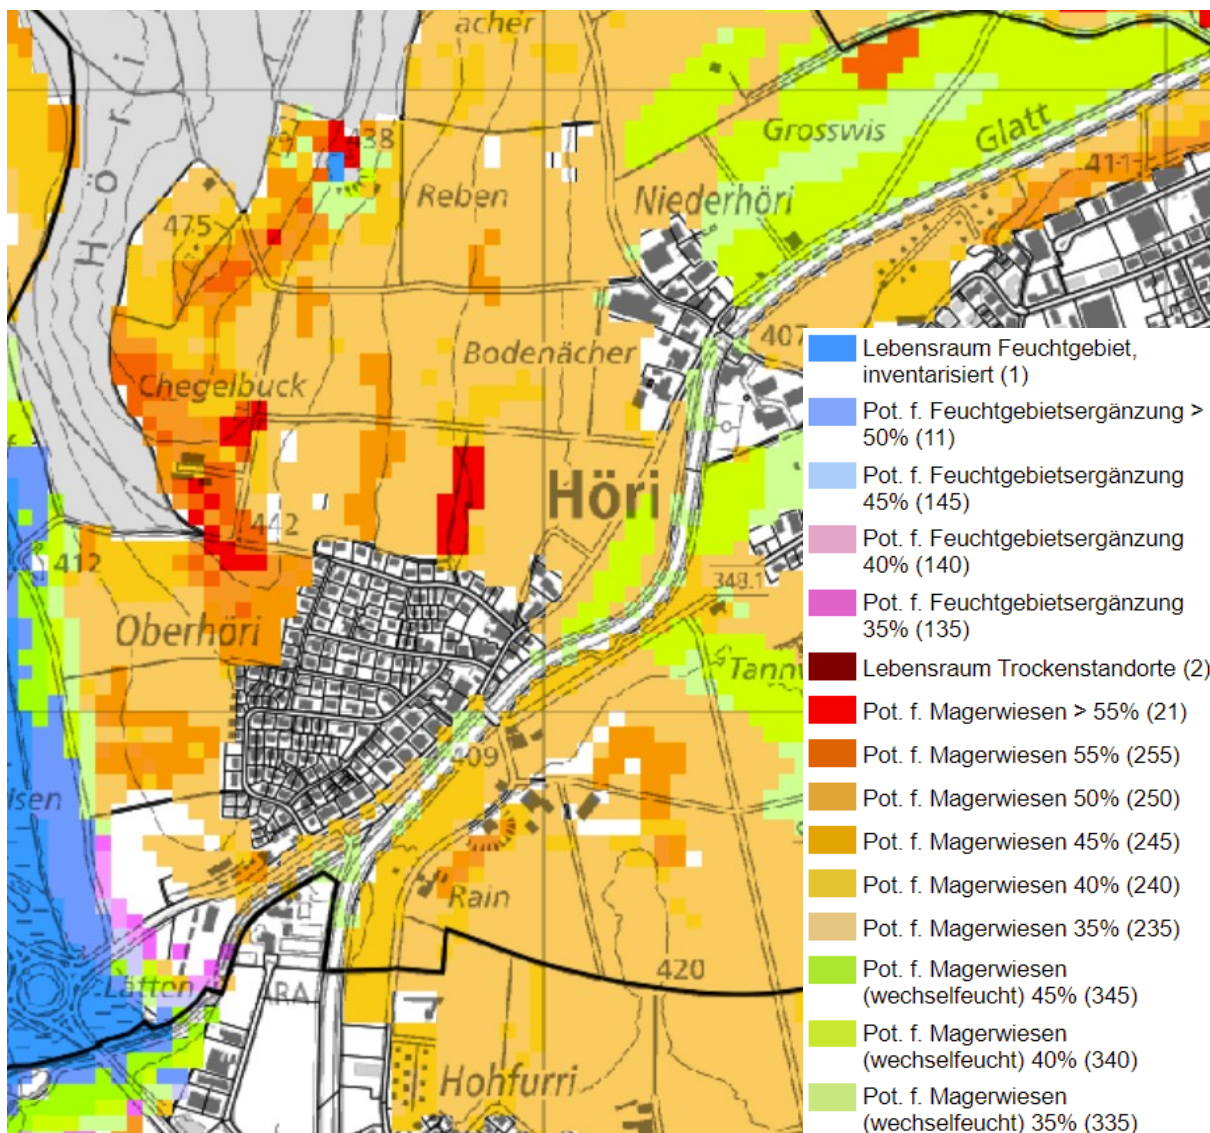 acher
Höri
438
Reben
475
Grosswis
Glatt
411
Niederhöri
407
Bodenächer
Chegelbuck
Höri
442
412
348.1
Oberhöri
409
Rain
420
Lätten
ARA
Hohfurri
Lebensraum Feuchtgebiet,
inventarisiert (1)
Pot. f. Feuchtgebietsergänzung >
50% (11)
Pot. f. Feuchtgebietsergänzung
45% (145)
Pot. f. Feuchtgebietsergänzung
40% (140)
Pot. f. Feuchtgebietsergänzung
35% (135)
Lebensraum Trockenstandorte (2)
Pot. f. Magerwiesen > 55% (21)
Pot. f. Magerwiesen 55% (255)
Pot. f. Magerwiesen 50% (250)
Pot. f. Magerwiesen 45% (245)
Pot. f. Magerwiesen 40% (240)
Pot. f. Magerwiesen 35% (235)
Pot. f. Magerwiesen
(wechselfeucht) 45% (345)
Pot. f. Magerwiesen
(wechselfeucht) 40% (340)
Pot. f. Magerwiesen
(wechselfeucht) 35% (335)